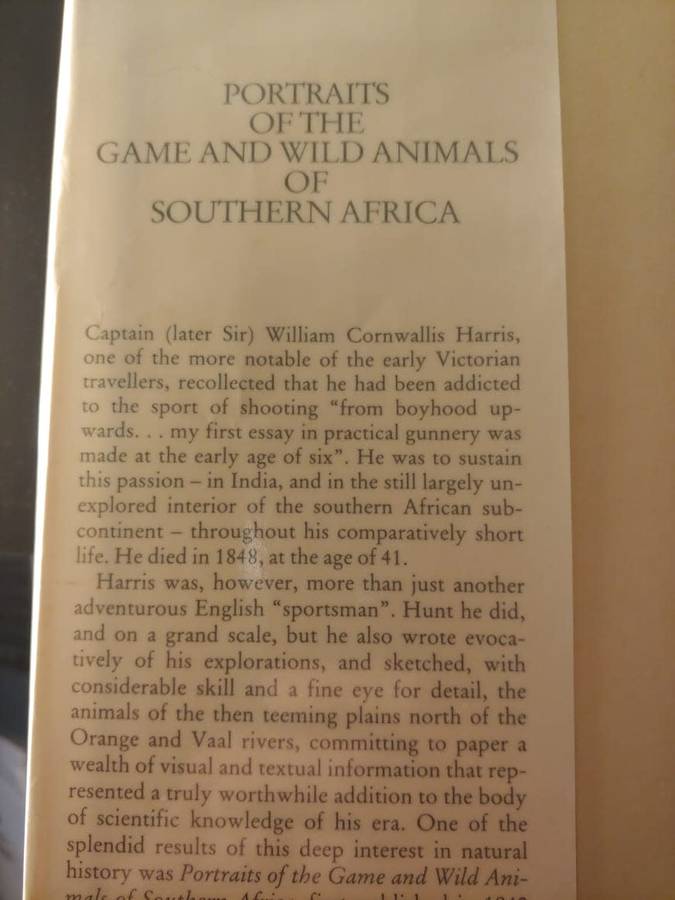 PORTRAITS
OF THE
GAME AND WILD ANIMALS
OF
SOUTHERN AFRICA
Captain (later Sir) William Cornwallis Harris,
one of the more notable of the early Victorian
travellers, recollected that he had been addicted
to the sport of shooting “from boyhood up-
wards. . . my first essay in practical gunnery was
made at the early age of six”. He was to sustain
this passion – in India, and in the still largely un-
explored interior of the southern African sub-
continent – throughout his comparatively short
life. He died in 1848, at the age of 41.
Harris was, however, more than just another
adventurous English “sportsman”. Hunt he did,
and on a grand scale, but he also wrote evoca-
tively of his explorations, and sketched, with
considerable skill and a fine eye for detail, the
animals of the then teeming plains north of the
Orange and Vaal rivers, committing to paper a
wealth of visual and textual information that rep-
resented a truly worthwhile addition to the body
of scientific knowledge of his era. One of the
splendid results of this deep interest in natural
history was Portraits of the Game and Wild Ani-
mals of Southern Africa, first published in 1840